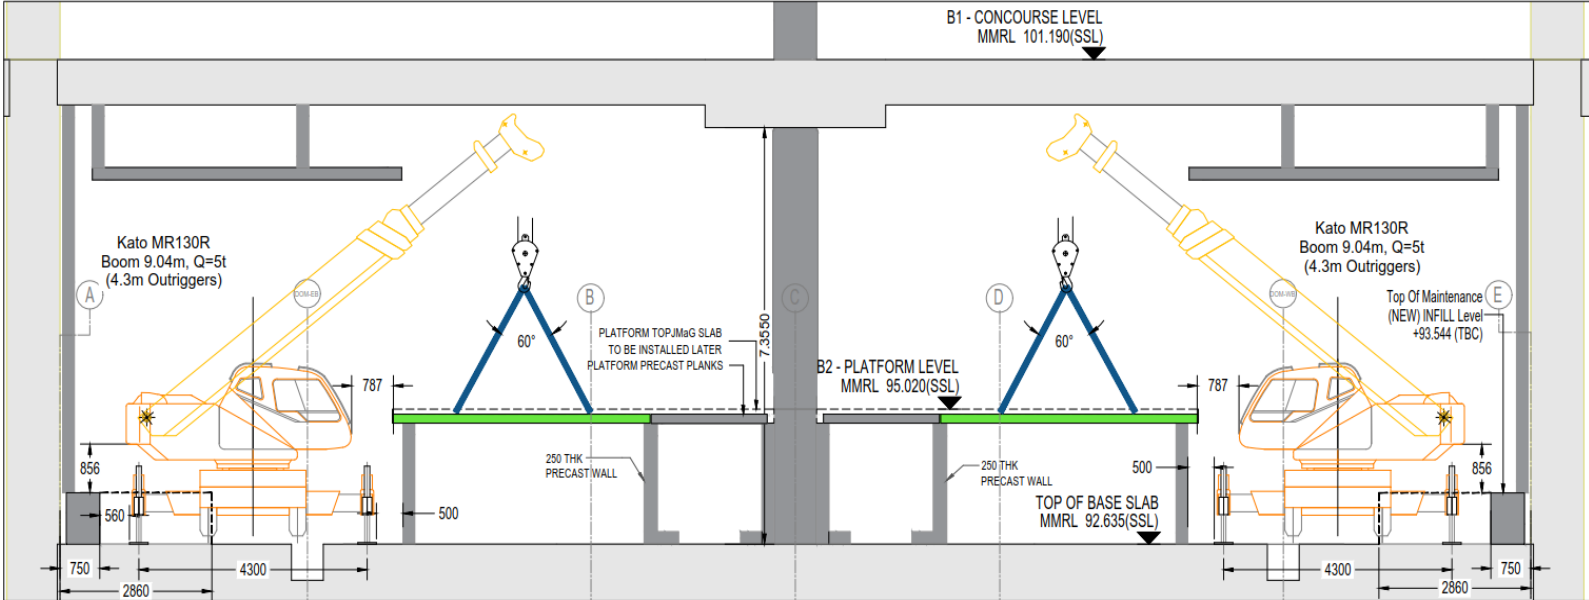 B1 - CONCOURSE LEVEL
MMRL 101.190(SSL)
Kato MR130R
Boom 9.04m, Q=5t
(4.3m Outriggers)
Kato MR130R
Boom 9.04m, Q=5t
(4.3m Outriggers)
A
DOM-EB
B
C
D
DOM-WB
E
Top Of Maintenance
(NEW) INFILL Level
+93.544 (TBC)
60°
60°
PLATFORM TOPJMaG SLAB
TO BE INSTALLED LATER
PLATFORM PRECAST PLANKS
7.3550
B2 - PLATFORM LEVEL
MMRL 95.020(SSL)
787
787
856
856
250 THK
PRECAST WALL
250 THK
PRECAST WALL
500
500
560
TOP OF BASE SLAB
MMRL 92.635(SSL)
750
4300
2860
4300
750
2860